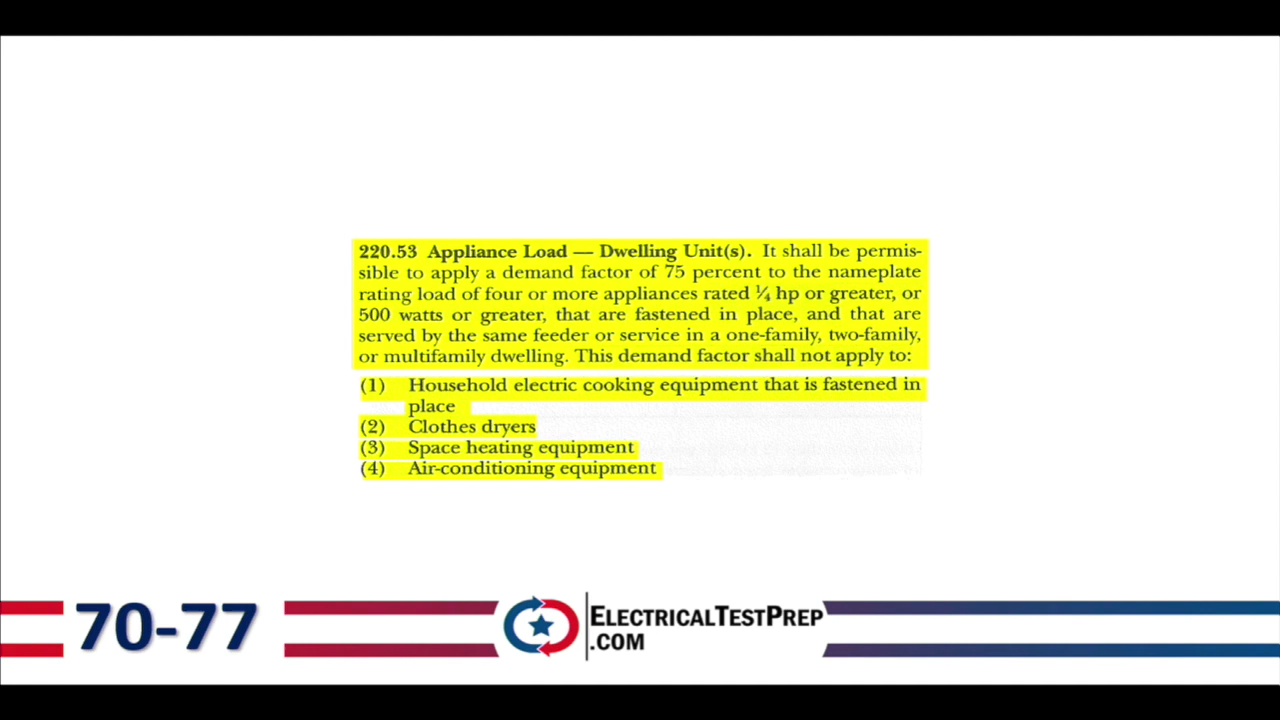 220.53 Appliance Load — Dwelling Unit(s). It shall be permis-
sible to apply a demand factor of 75 percent to the nameplate
rating load of four or more appliances rated ¼ hp or greater, or
500 watts or greater, that are fastened in place, and that are
served by the same feeder or service in a one-family, two-family,
or multifamily dwelling. This demand factor shall not apply to:
(1) Household electric cooking equipment that is fastened in
place
(2) Clothes dryers
(3) Space heating equipment
(4) Air-conditioning equipment
70-77
ELECTRICALTESTPREP
.COM